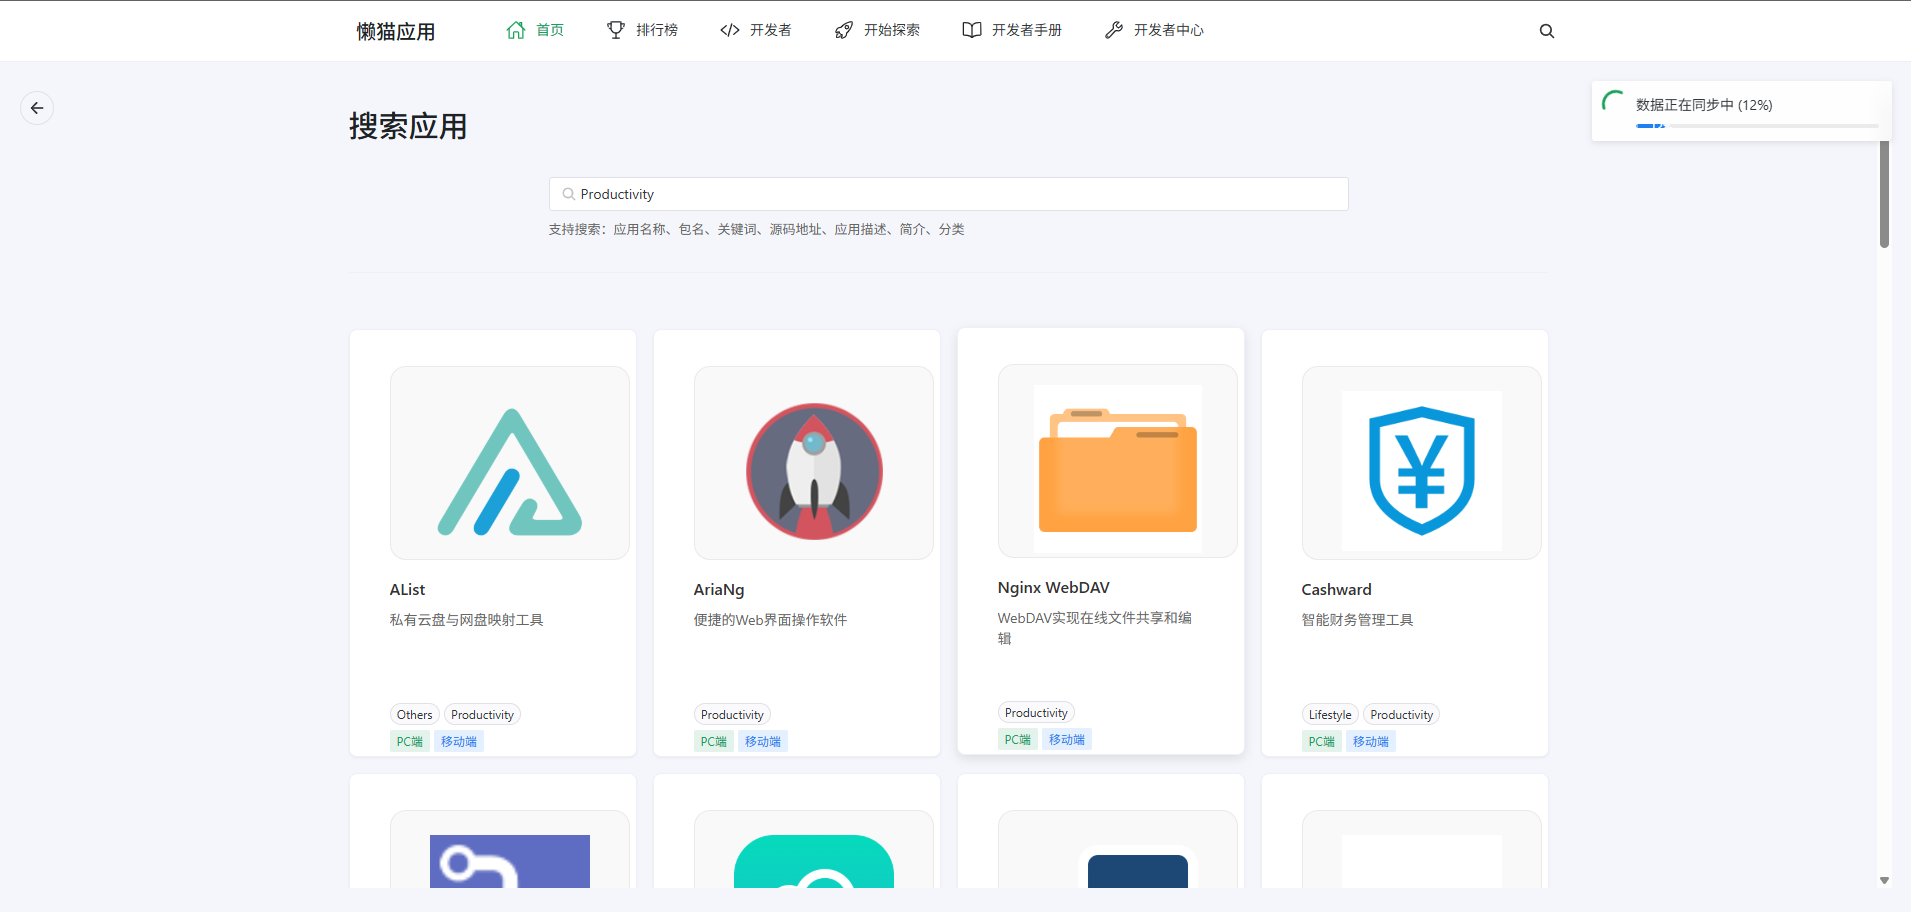 懒猫应用
首页
排行榜
开发者
开始探索
开发者手册
开发者中心
数据正在同步中 (12%)
搜索应用
Productivity
支持搜索：应用名称、包名、关键词、源码地址、应用描述、简介、分类
AList
私有云盘与网盘映射工具
Others Productivity
PC端 移动端
AriaNg
便捷的Web界面操作软件
Productivity
PC端 移动端
Nginx WebDAV
WebDAV实现在线文件共享和编
辑
Productivity
PC端 移动端
Cashward
智能财务管理工具
Lifestyle Productivity
PC端 移动端